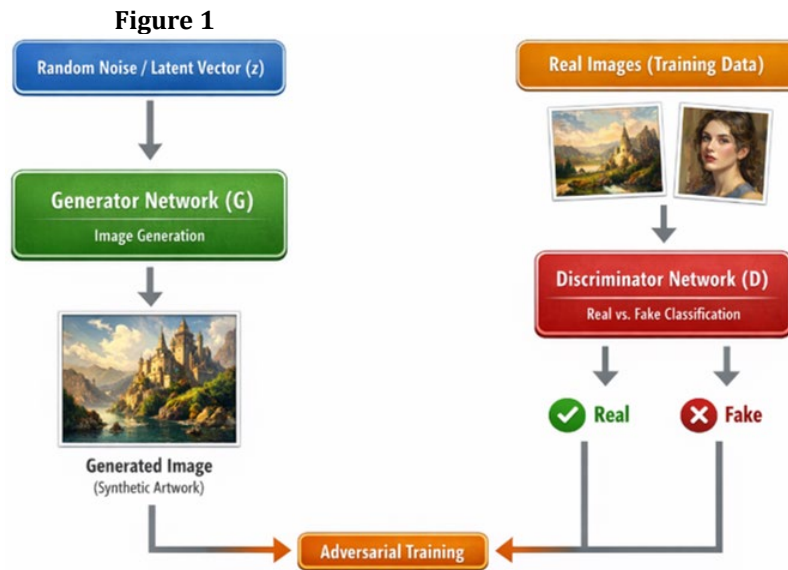 Figure 1
Random Noise / Latent Vector (z)
Generator Network (G)
Image Generation
Generated Image
(Synthetic Artwork)
Real Images (Training Data)
Discriminator Network (D)
Real vs. Fake Classification
Real
Fake
Adversarial Training